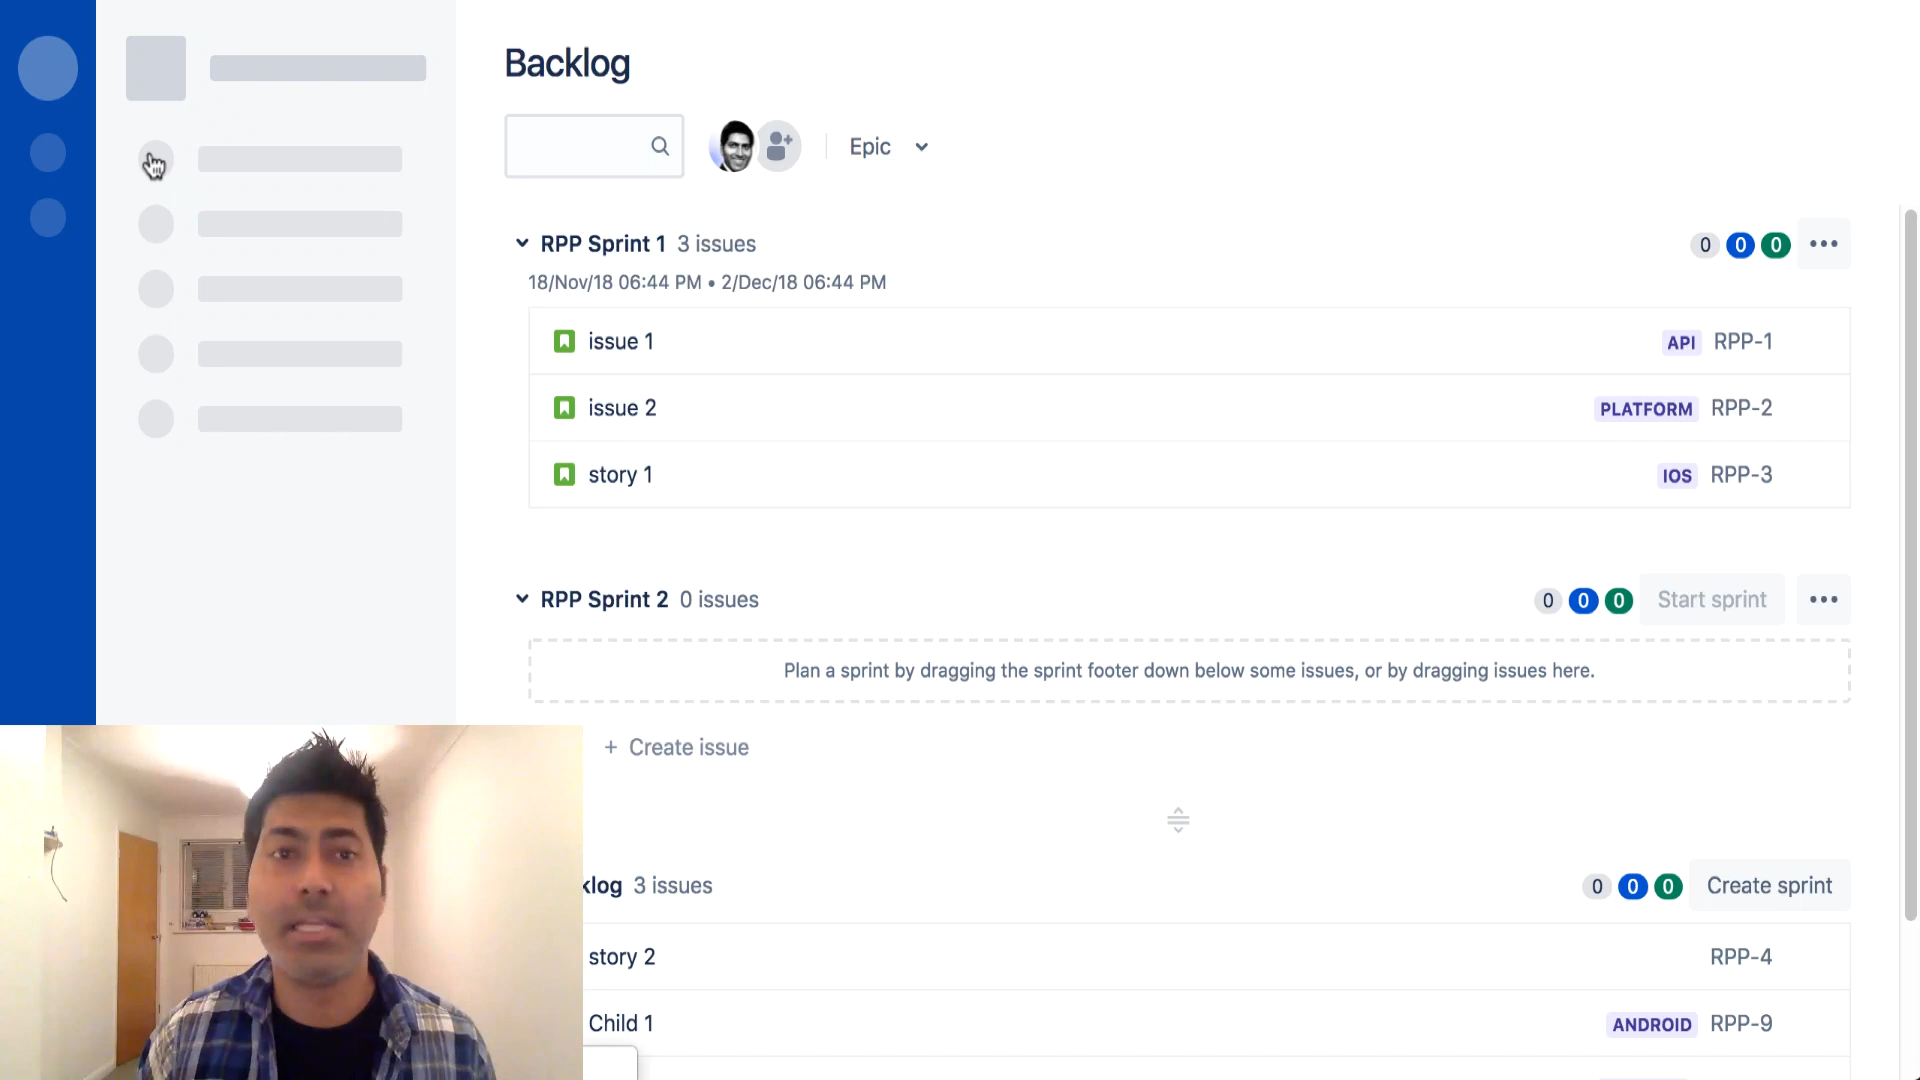 Backlog
Epic
RPP Sprint 1 3 issues 0 0 0
18/Nov/18 06:44 PM • 2/Dec/18 06:44 PM
issue 1 API RPP-1
issue 2 PLATFORM RPP-2
story 1 IOS RPP-3
RPP Sprint 2 0 issues 0 0 0 Start sprint
Plan a sprint by dragging the sprint footer down below some issues, or by dragging issues here.
+ Create issue
klog 3 issues 0 0 0 Create sprint
story 2 RPP-4
Child 1 ANDROID RPP-9